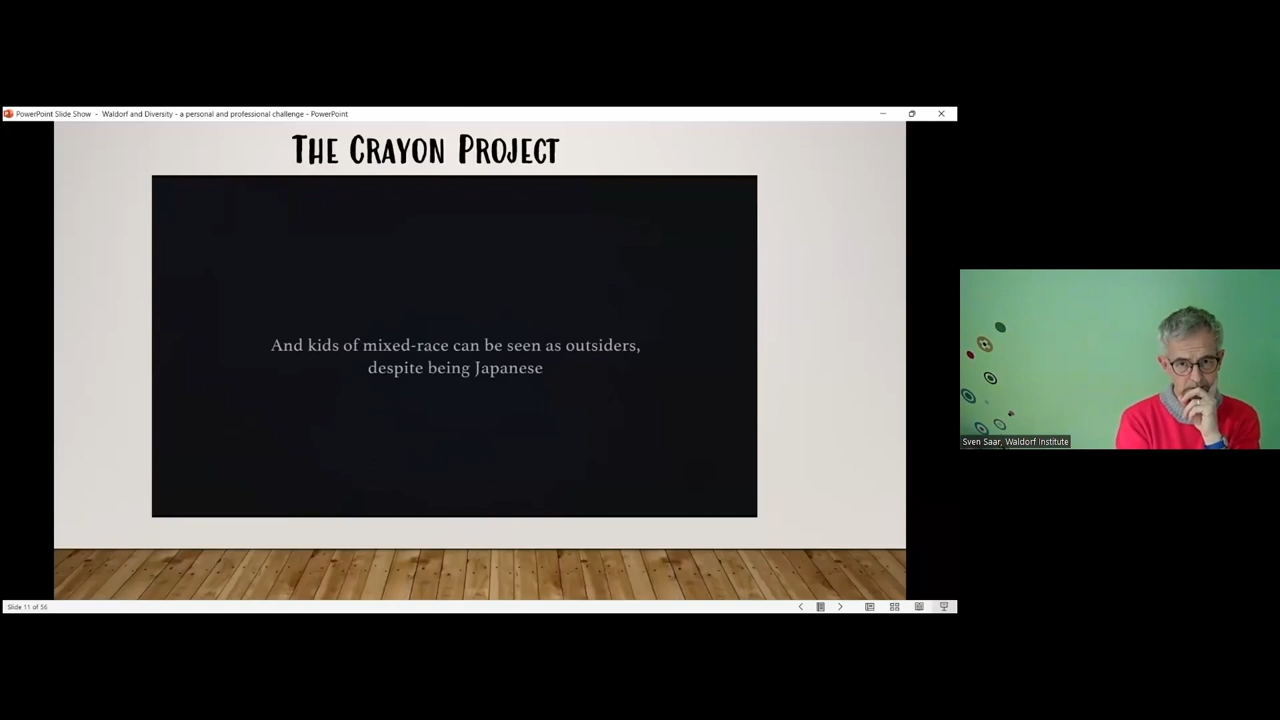 PowerPoint Slide Show - Waldorf and Diversity - a personal and professional challenge - PowerPoint
THE CRAYON PROJECT
And kids of mixed-race can be seen as outsiders,
despite being Japanese
Sven Saar, Waldorf Institute
Slide 11 of 56